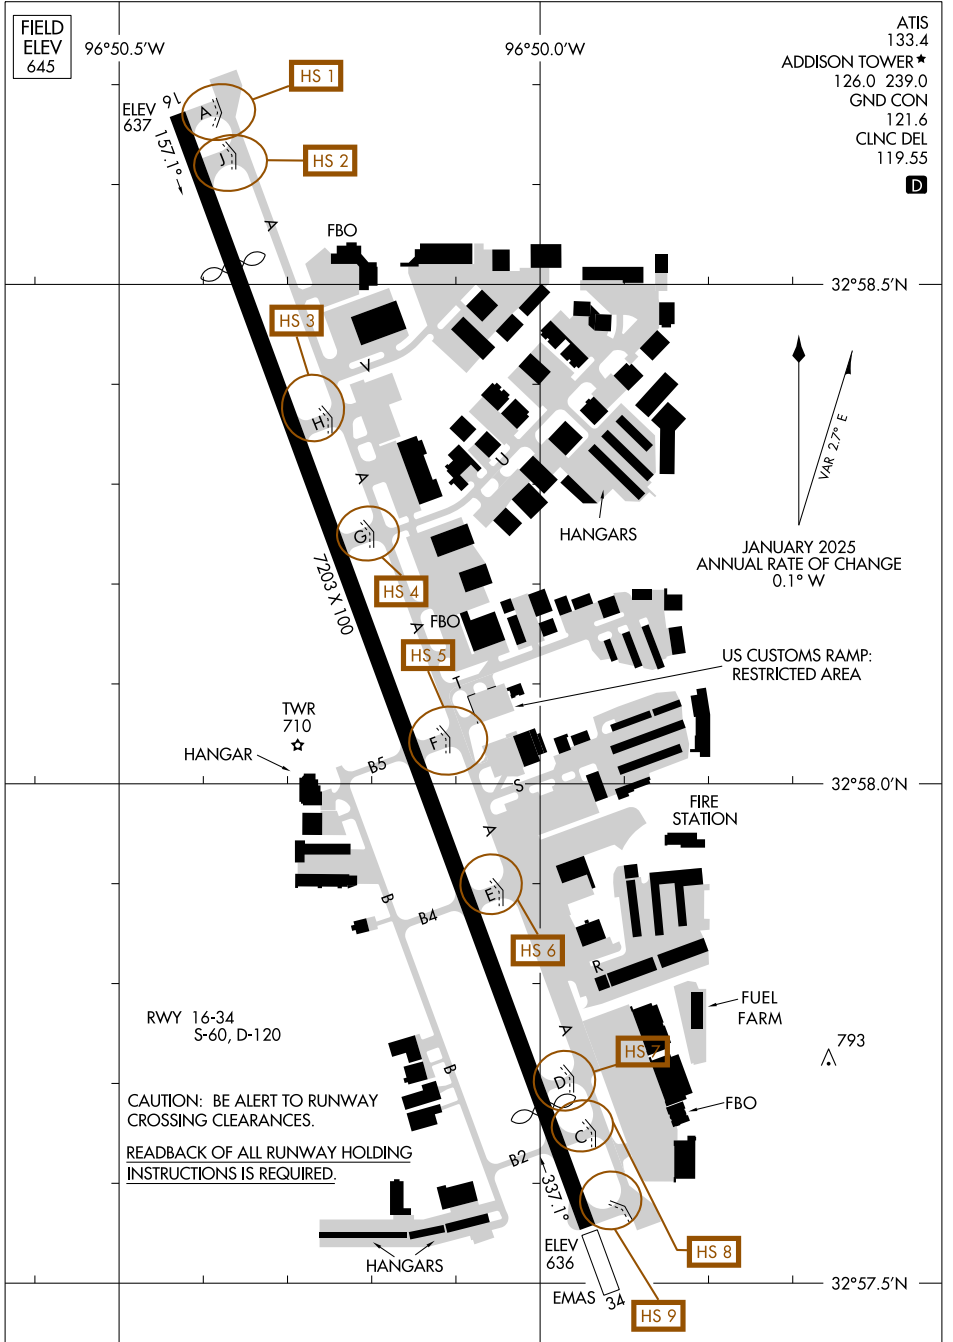 FIELD
ELEV
645
96°50.5'W
96°50.0'W
ATIS
133.4
ADDISON TOWER★
126.0 239.0
GND CON
121.6
CLNC DEL
119.55
D
HS 1
16
ELEV
637
A
157.1°
J
HS 2
A
FBO
32°58.5'N
HS 3
V
H
VAR 2.7° E
U
A
G
HANGARS
JANUARY 2025
ANNUAL RATE OF CHANGE
0.1° W
7203 X 100
HS 4
A
FBO
HS 5
US CUSTOMS RAMP:
RESTRICTED AREA
T
TWR
710
F
HANGAR
B5
S
32°58.0'N
FIRE
STATION
A
E
B
B4
HS 6
R
FUEL
FARM
RWY 16-34
S-60, D-120
A
793
HS 7
B
D
CAUTION: BE ALERT TO RUNWAY
CROSSING CLEARANCES.
FBO
C
READBACK OF ALL RUNWAY HOLDING
INSTRUCTIONS IS REQUIRED.
B2
337.1°
ELEV
636
HS 8
HANGARS
32°57.5'N
EMAS
34
HS 9